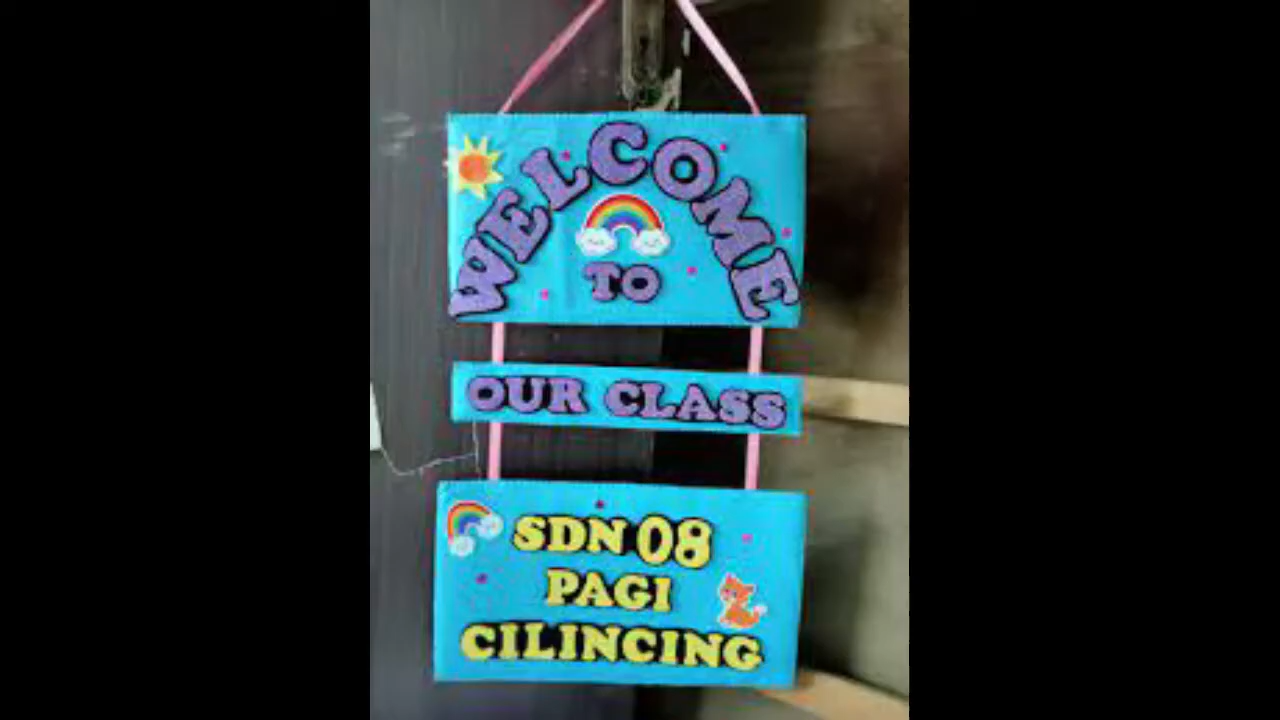 WELCOME
TO
OUR CLASS
SDN 08
PAGI
CILINCING